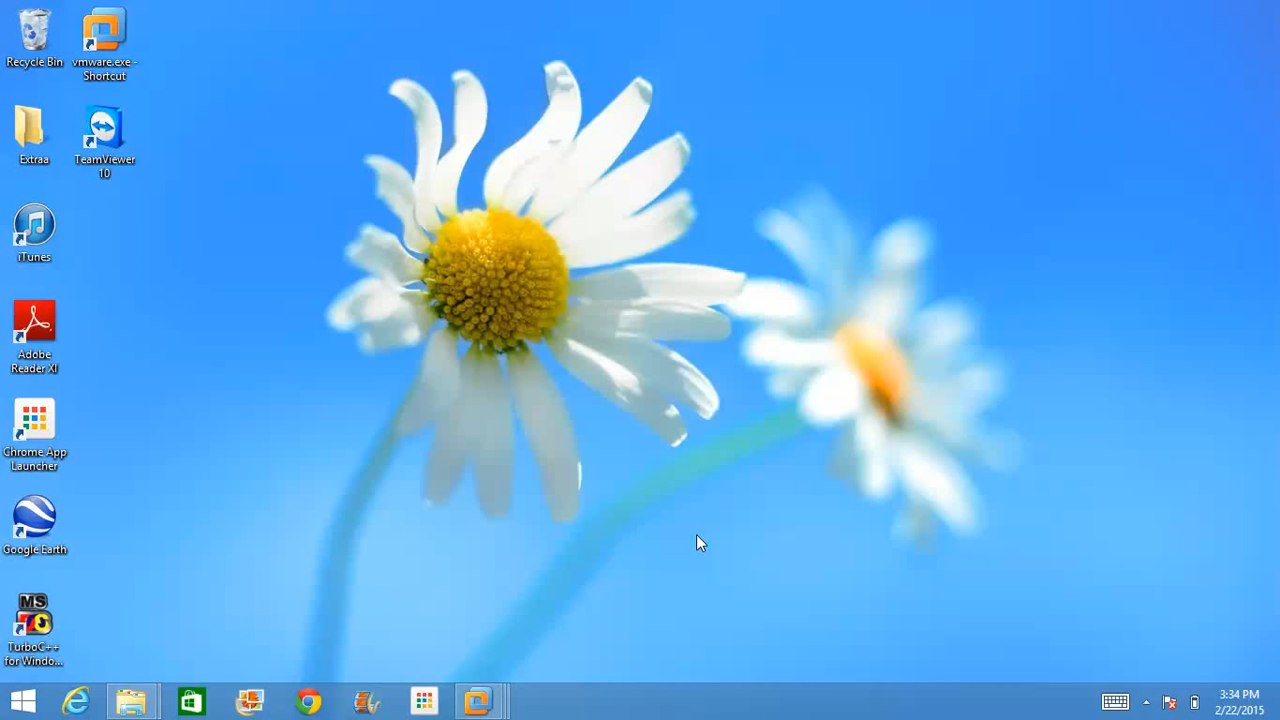 Recycle Bin
vmware.exe -
Shortcut
Extraa
TeamViewer
10
iTunes
Adobe
Reader XI
Chrome App
Launcher
Google Earth
MS
TurboC++
for Windo...
3:34 PM
2/22/2015